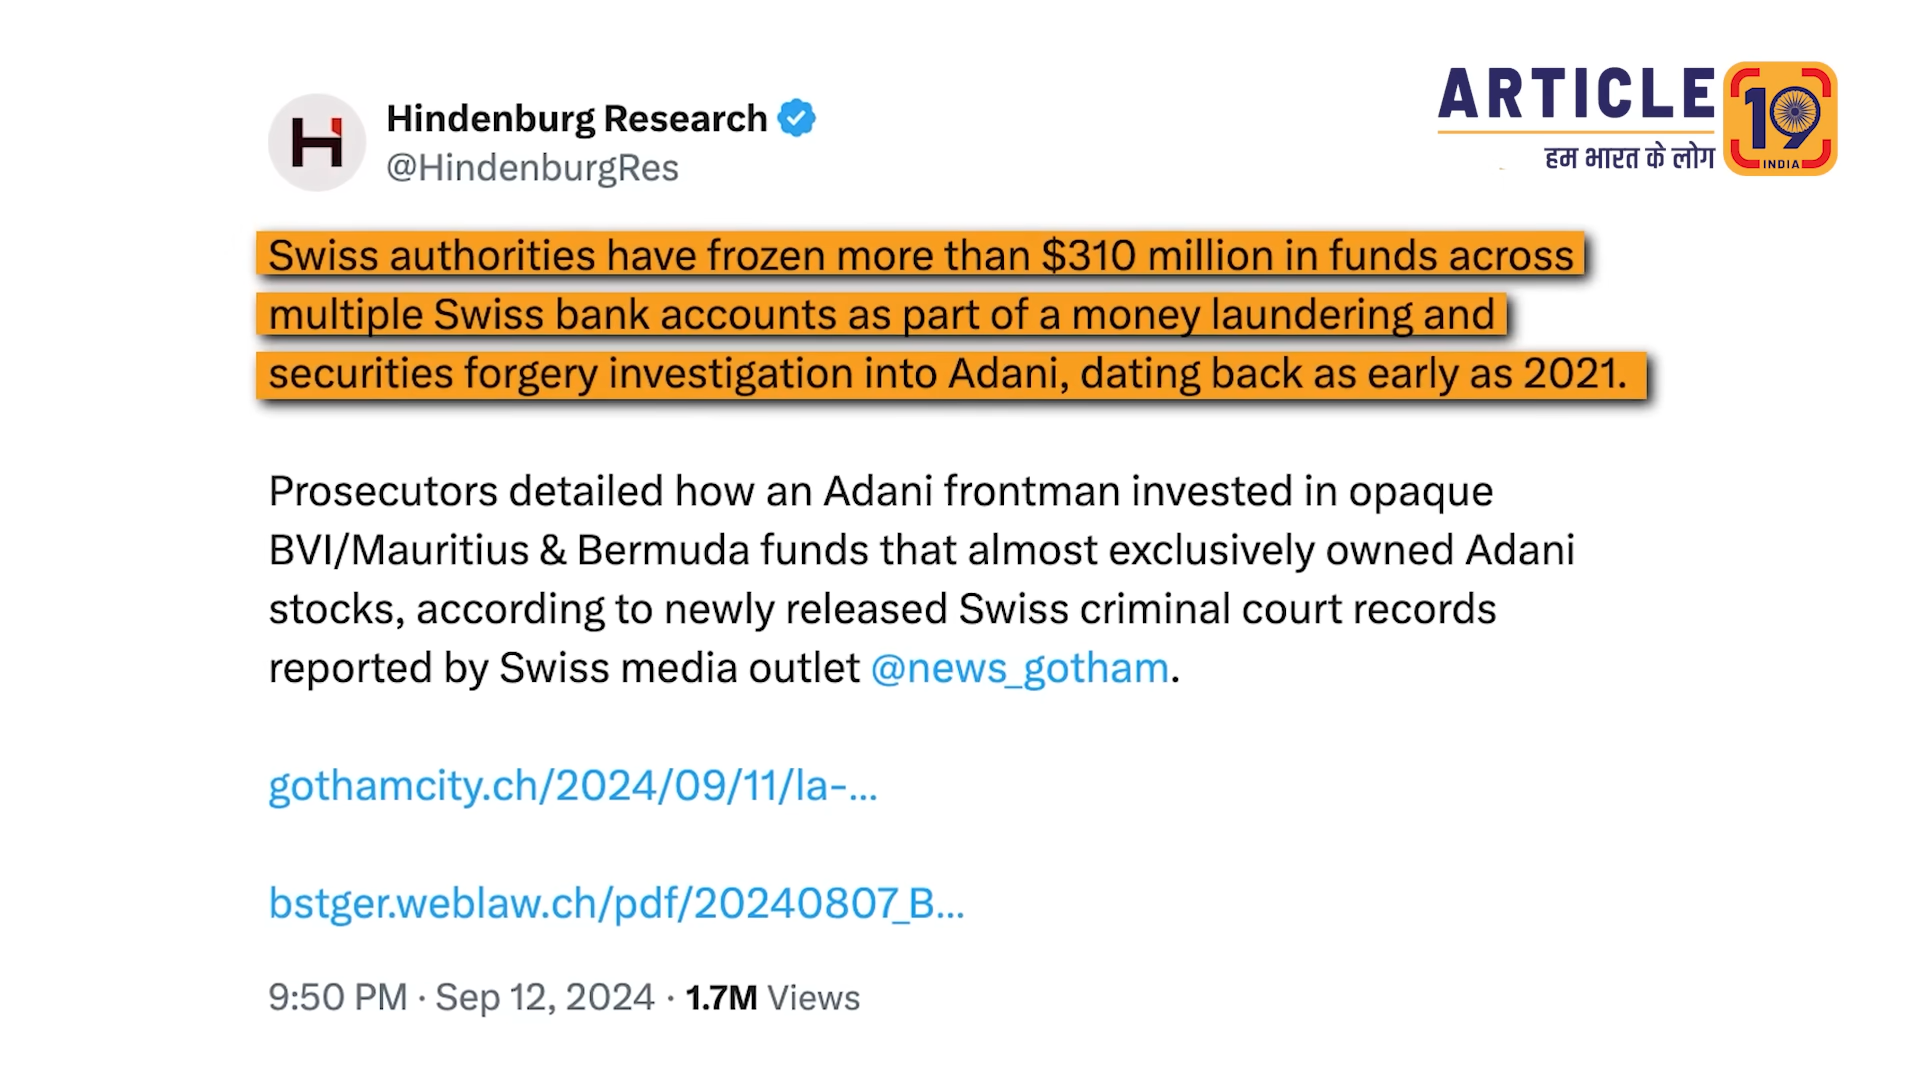 Hindenburg Research
@HindenburgRes
ARTICLE
19
INDIA
हम भारत के लोग
Swiss authorities have frozen more than $310 million in funds across
multiple Swiss bank accounts as part of a money laundering and
securities forgery investigation into Adani, dating back as early as 2021.
Prosecutors detailed how an Adani frontman invested in opaque
BVI/Mauritius & Bermuda funds that almost exclusively owned Adani
stocks, according to newly released Swiss criminal court records
reported by Swiss media outlet @news_gotham.
gothamcity.ch/2024/09/11/la-...
bstger.weblaw.ch/pdf/20240807_B...
9:50 PM · Sep 12, 2024 · 1.7M Views